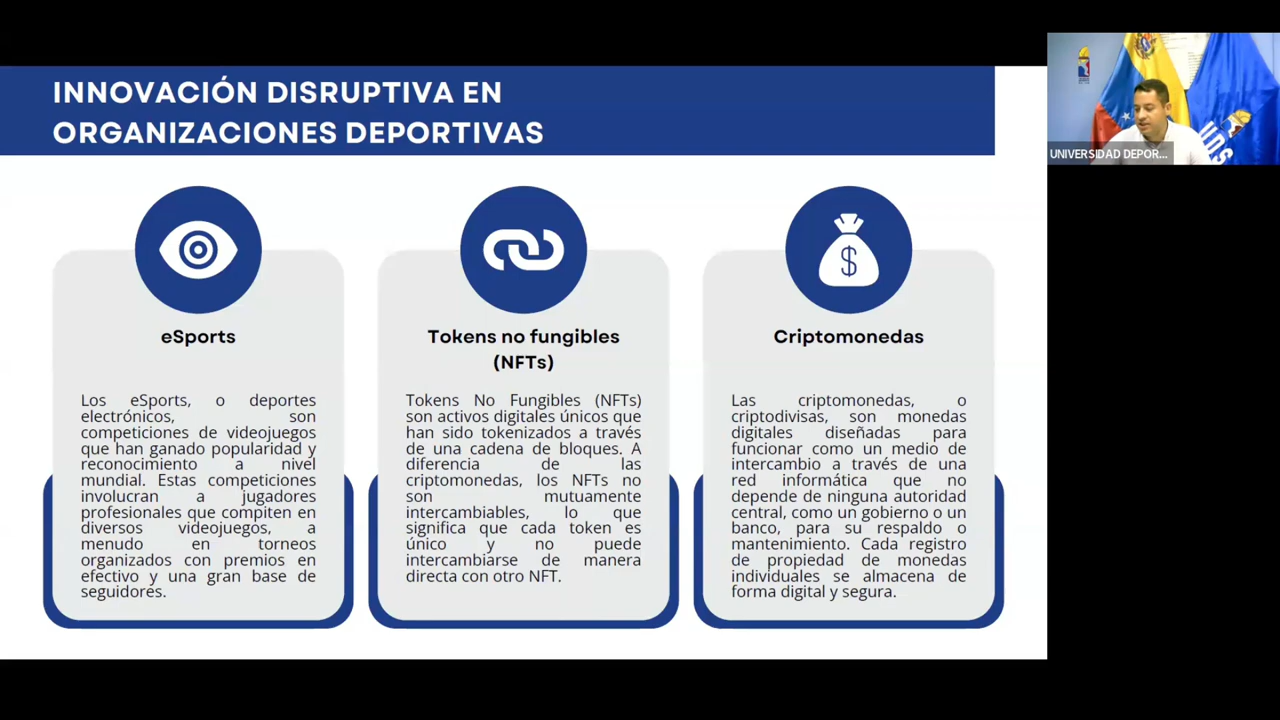 INNOVACIÓN DISRUPTIVA EN
ORGANIZACIONES DEPORTIVAS
UNIVERSIDAD DEPOR...
UDS
eSports
Los eSports, o deportes
electrónicos, son
competiciones de videojuegos
que han ganado popularidad y
reconocimiento a nivel
mundial. Estas competiciones
involucran a jugadores
profesionales que compiten en
diversos videojuegos, a
menudo en torneos
organizados con premios en
efectivo y una gran base de
seguidores.
Tokens no fungibles
(NFTs)
Tokens No Fungibles (NFTs)
son activos digitales únicos que
han sido tokenizados a través
de una cadena de bloques. A
diferencia de las
criptomonedas, los NFTs no
son mutuamente
intercambiables, lo que
significa que cada token es
único y no puede
intercambiarse de manera
directa con otro NFT.
$
Criptomonedas
Las criptomonedas, o
criptodivisas, son monedas
digitales diseñadas para
funcionar como un medio de
intercambio a través de una
red informática que no
depende de ninguna autoridad
central, como un gobierno o un
banco, para su respaldo o
mantenimiento. Cada registro
de propiedad de monedas
individuales se almacena de
forma digital y segura.